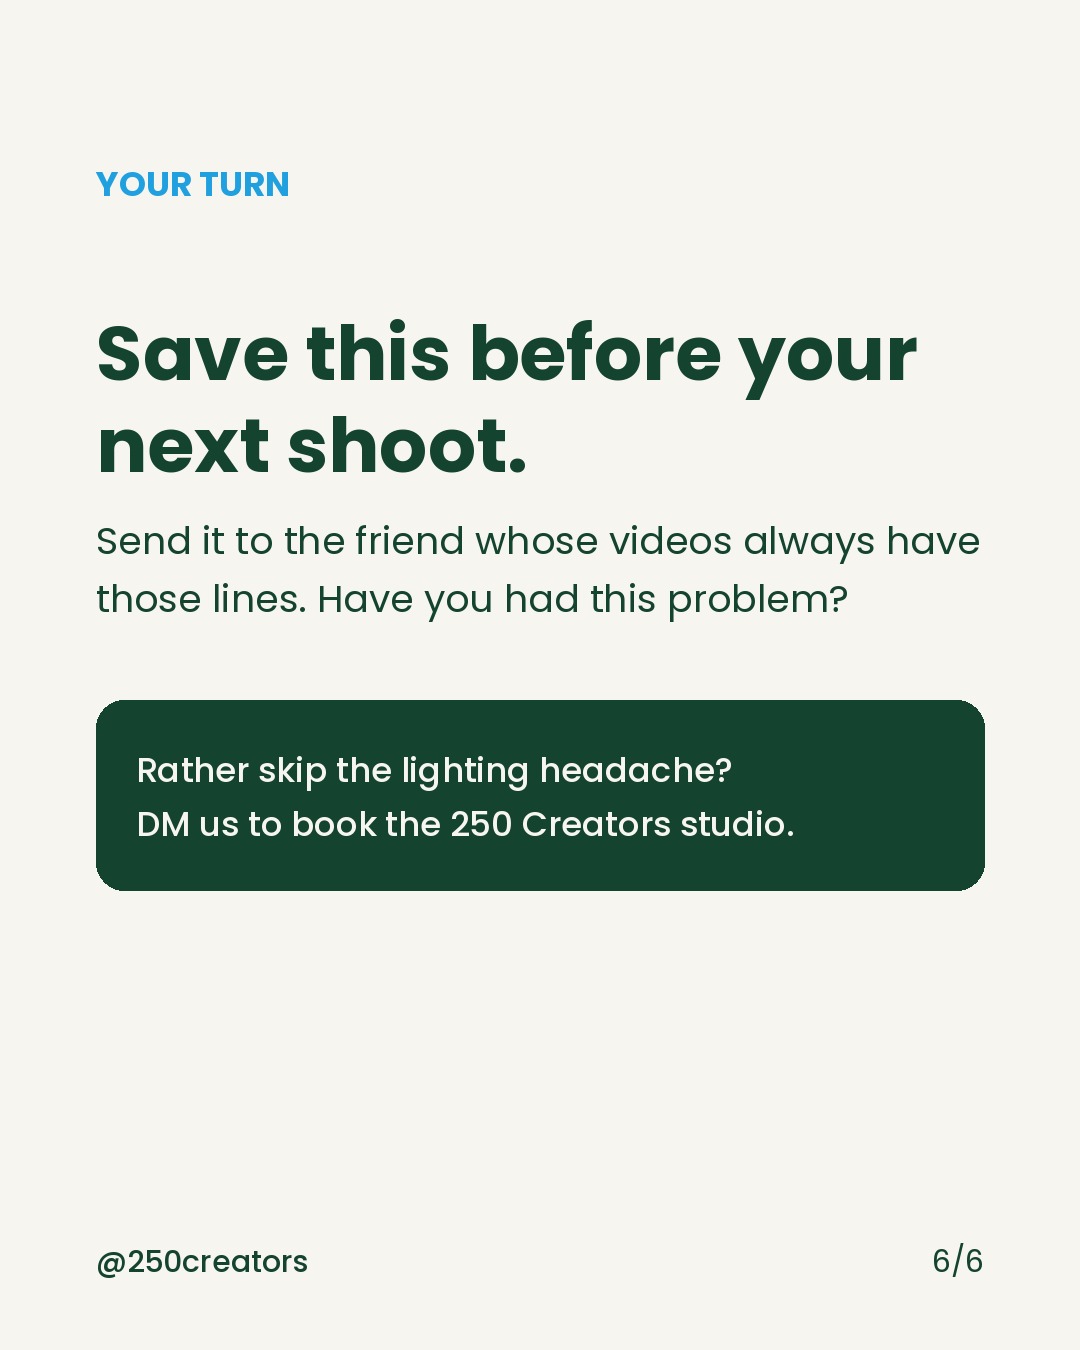 YOUR TURN
Save this before your
next shoot.
Send it to the friend whose videos always have
those lines. Have you had this problem?
Rather skip the lighting headache?
DM us to book the 250 Creators studio.
@250creators
6/6